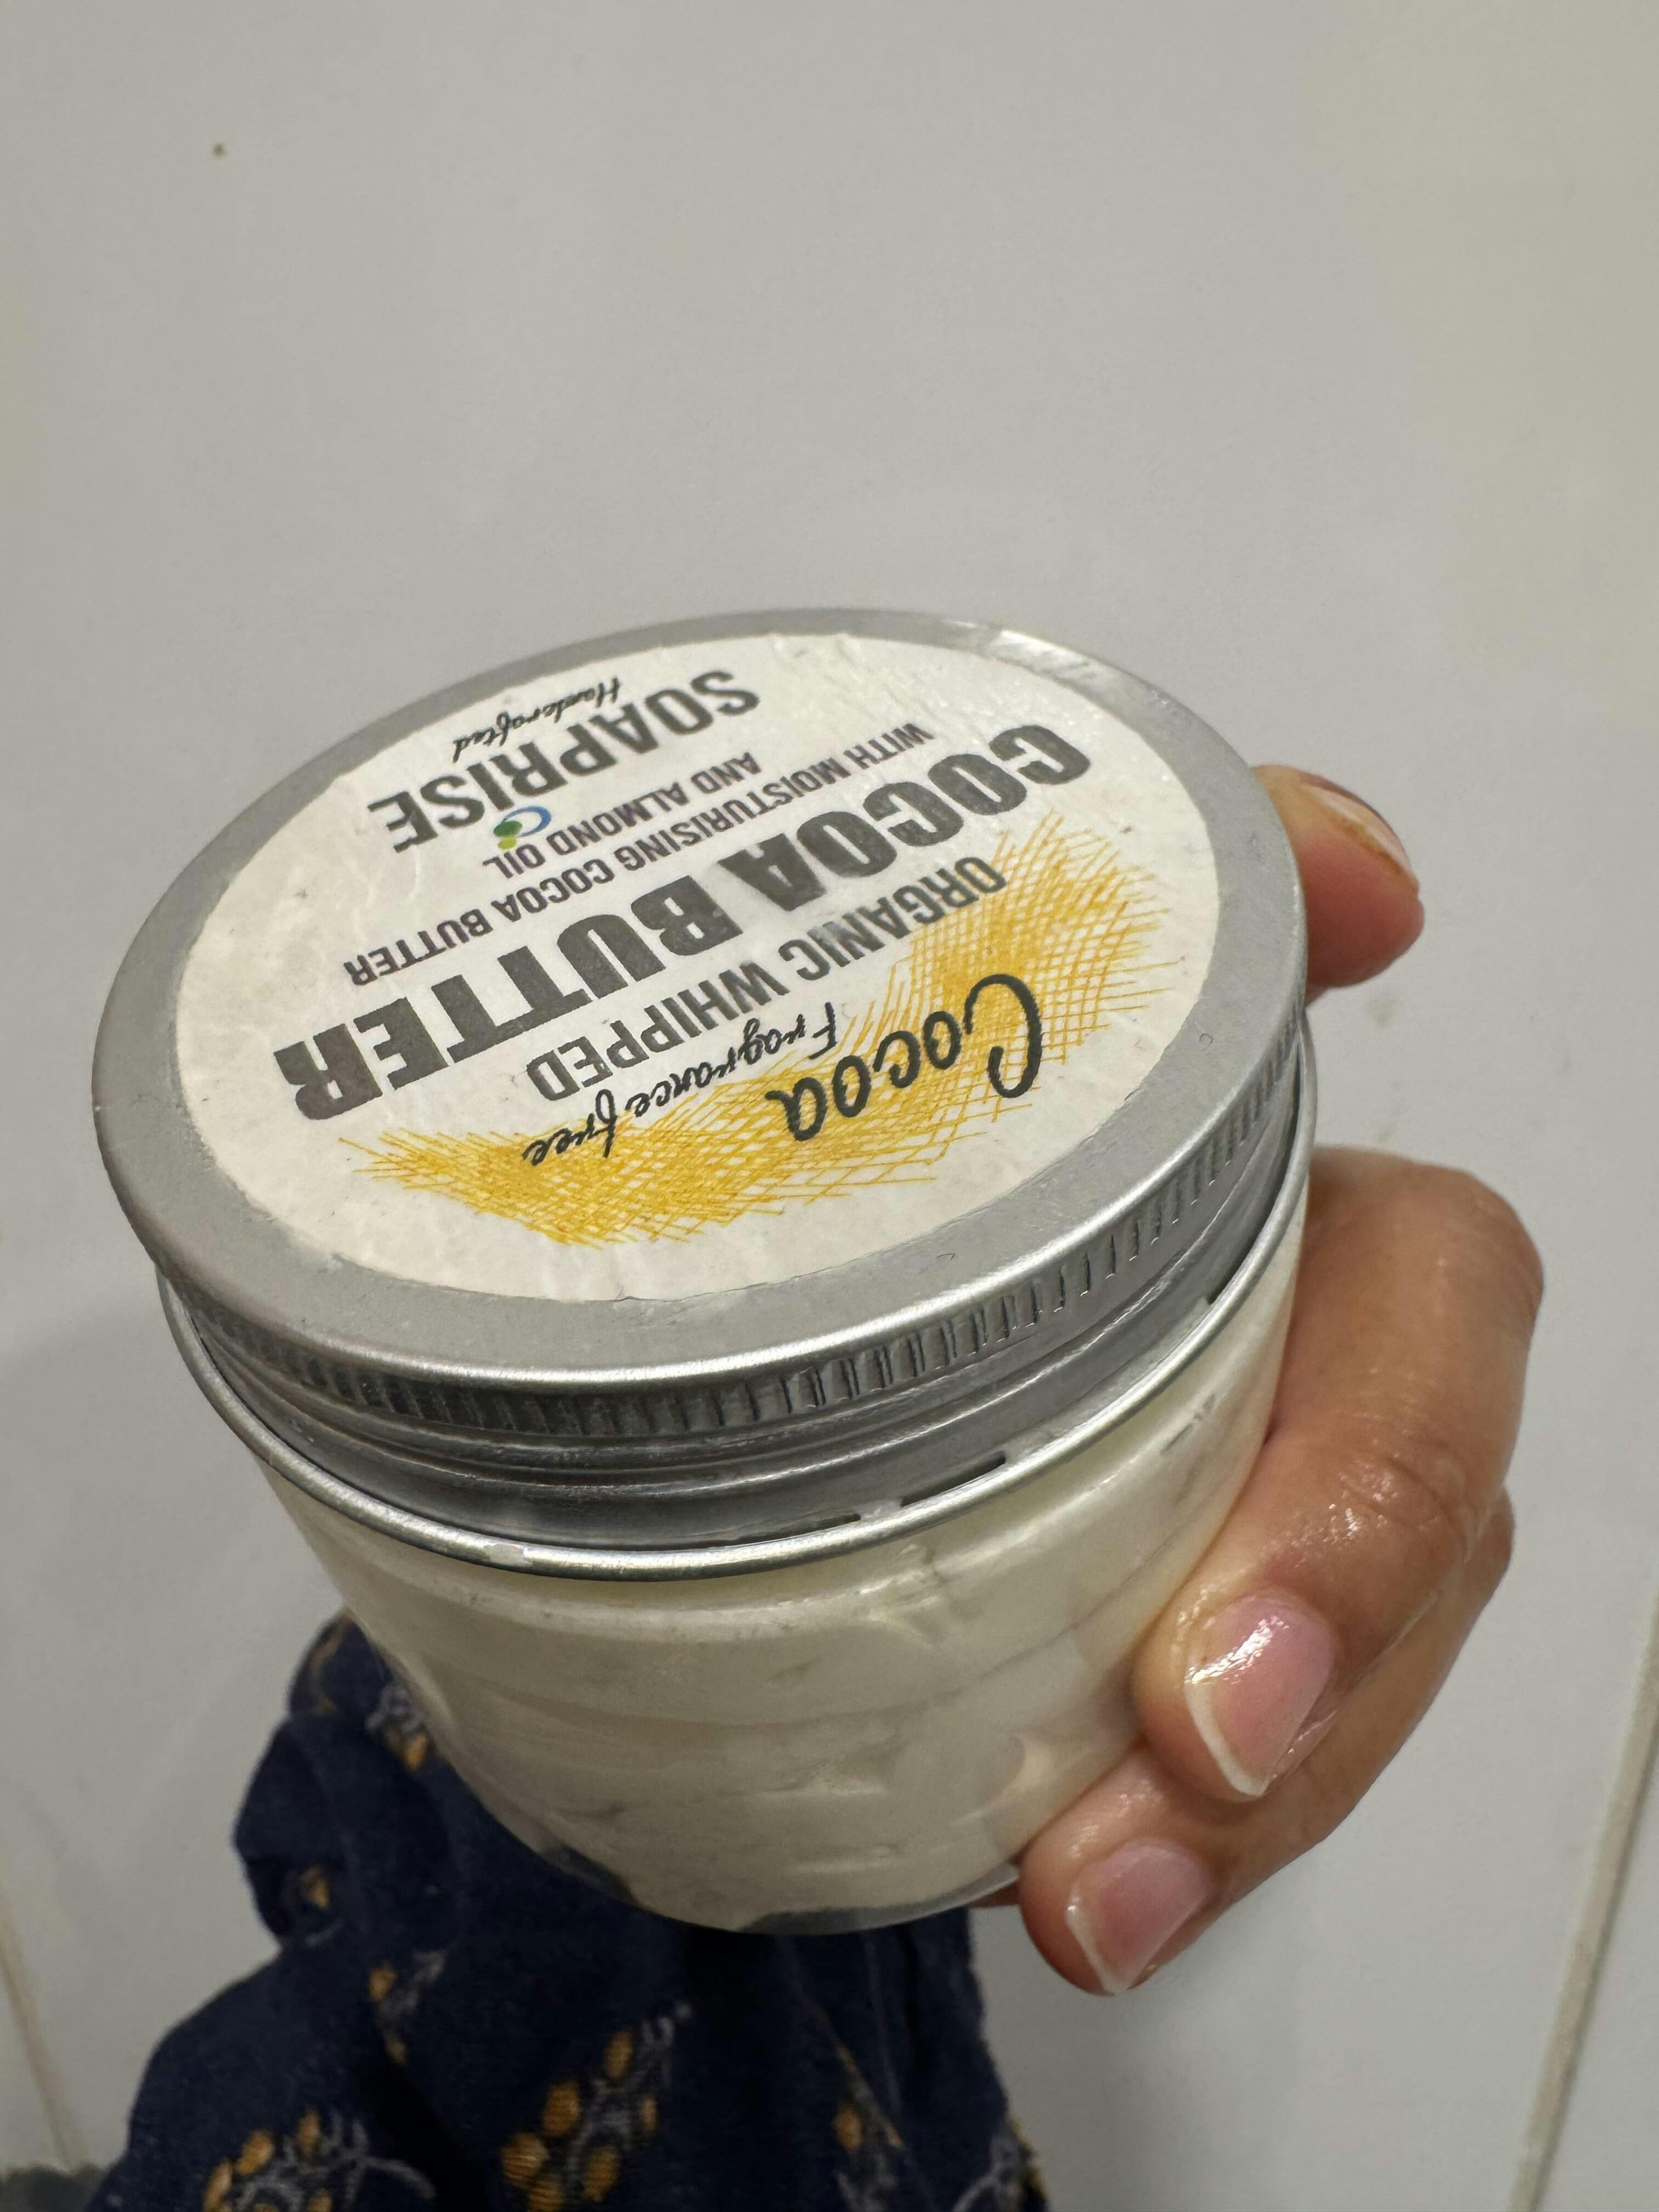 Cocoa
Fragrance free
ORGANIC WHIPPED
COCOA BUTTER
WITH MOISTURISING COCOA BUTTER
AND ALMOND OIL
SOAPRISE
Handcrafted